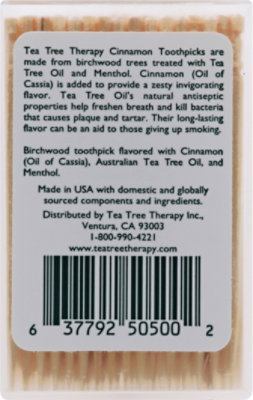 Tea Tree Therapy Cinnamon Toothpicks are
made from birchwood trees treated with Tea
Tree Oil and Menthol. Cinnamon (Oil of
Cassia) is added to provide a zesty invigorating
flavor. Tea Tree Oil's natural antiseptic
properties help freshen breath and kill bacteria
that causes plaque and tartar. Their long-lasting
flavor can be an aid to those giving up smoking.
Birchwood toothpick flavored with Cinnamon
(Oil of Cassia), Australian Tea Tree Oil, and
Menthol.
Made in USA with domestic and globally
sourced components and ingredients.
Distributed by Tea Tree Therapy Inc.,
Ventura, CA 93003
1-800-990-4221
www.teatreetherapy.com
6 37792 50500 2